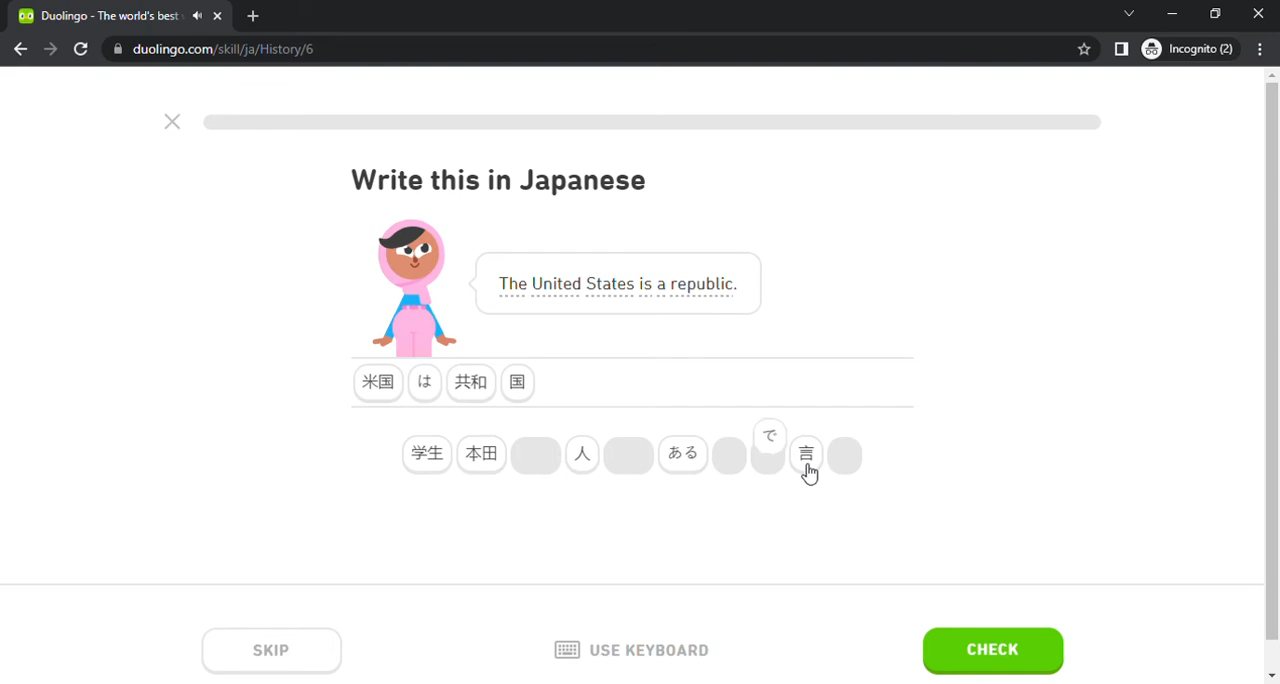 Duolingo - The world's best
duolingo.com/skill/ja/History/6
Incognito (2)
Write this in Japanese
The United States is a republic.
米国 は 共和 国
で
学生 本田 人 ある 言
SKIP USE KEYBOARD CHECK